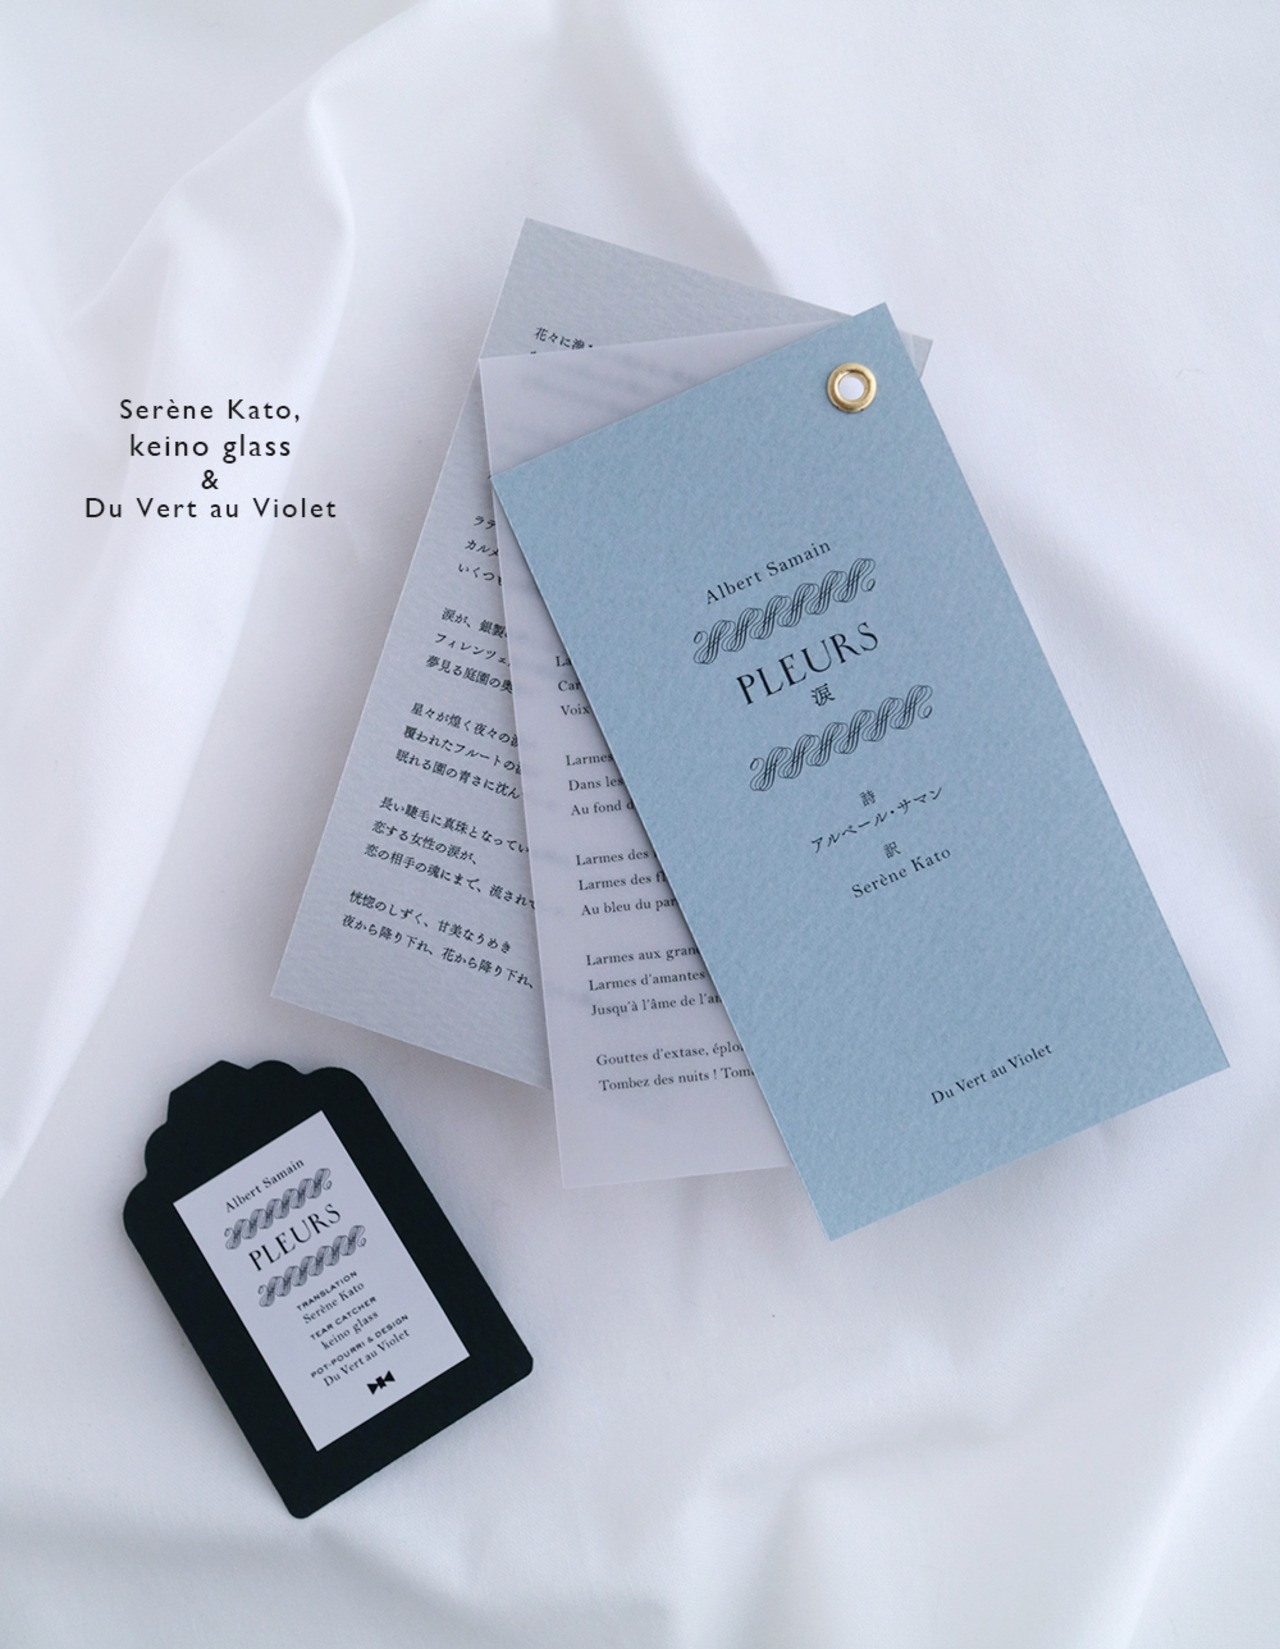 Serène Kato,
keino glass
&
Du Vert au Violet
花々に
カルメ
いくつ
涙が、銀製
フィレンツェ
夢見る庭園の奥
星々が煌く夜々の涙
覆われたフルートの
眠れる園の青さに沈ん
長い睫毛に真珠となってい
恋する女性の涙が、
恋の相手の魂にまで、流されて
恍惚のしずく、甘美なうめき
夜から降り下れ、花から降り下れ、
La
Car
Voix
Larmes
Dans les
Au fond d
Larmes des
Larmes des fl
Au bleu du par
Larmes aux gran
Larmes d'amantes
Jusqu'à l'âme de l'a
Gouttes d'extase, éplo
Tombez des nuits ! Tom
Albert Samain
PLEURS
涙
詩
アルベール・サマン
訳
Serène Kato
Du Vert au Violet
Albert Samain
PLEURS
TRANSLATION
Serène Kato
TEAR CATCHER
keino glass
POT-POURRI & DESIGN
Du Vert au Violet